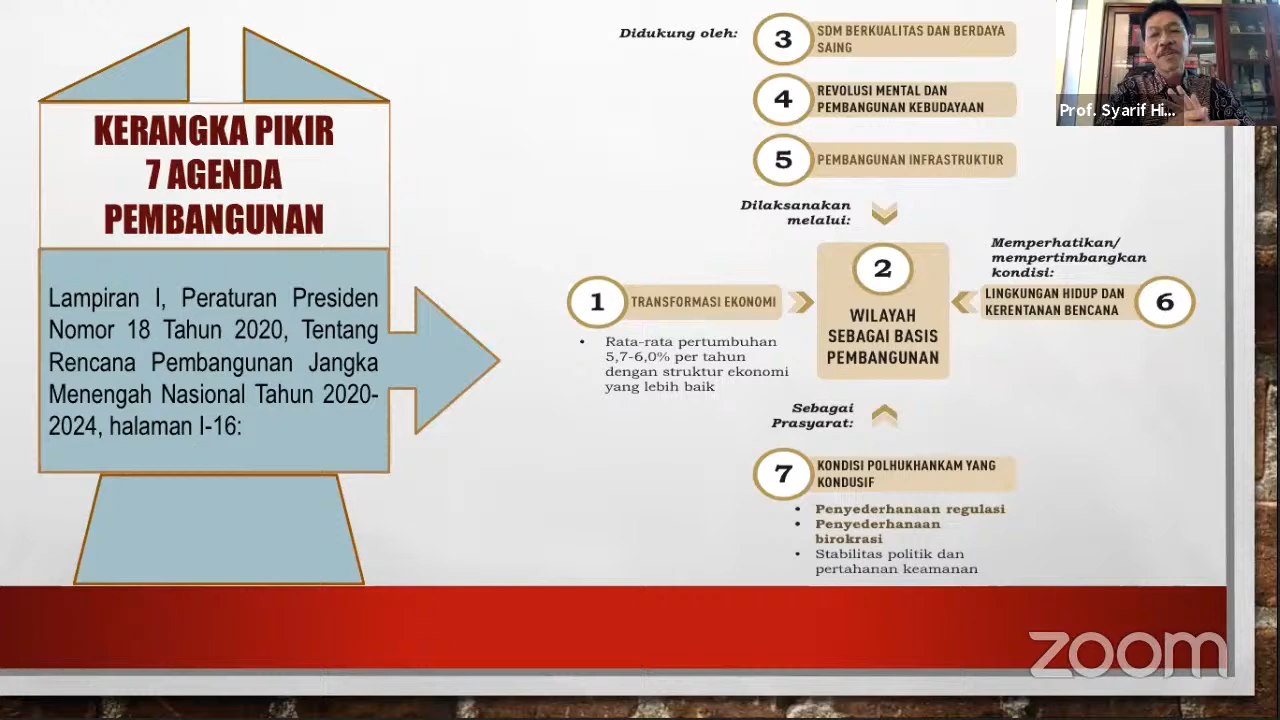 KERANGKA PIKIR
7 AGENDA
PEMBANGUNAN
Lampiran I, Peraturan Presiden
Nomor 18 Tahun 2020, Tentang
Rencana Pembangunan Jangka
Menengah Nasional Tahun 2020-
2024, halaman I-16:
Didukung oleh:
3
SDM BERKUALITAS DAN BERDAYA
SAING
4
REVOLUSI MENTAL DAN
PEMBANGUNAN KEBUDAYAAN
5
PEMBANGUNAN INFRASTRUKTUR
Dilaksanakan
melalui:
1
TRANSFORMASI EKONOMI
• Rata-rata pertumbuhan
5,7-6,0% per tahun
dengan struktur ekonomi
yang lebih baik
2
WILAYAH
SEBAGAI BASIS
PEMBANGUNAN
Memperhatikan/
mempertimbangkan
kondisi:
LINGKUNGAN HIDUP DAN
KERENTANAN BENCANA
6
Sebagai
Prasyarat:
7
KONDISI POLHUKHANKAM YANG
KONDUSIF
• Penyederhanaan regulasi
• Penyederhanaan
birokrasi
• Stabilitas politik dan
pertahanan keamanan
Prof. Syarif Hi...
zoom